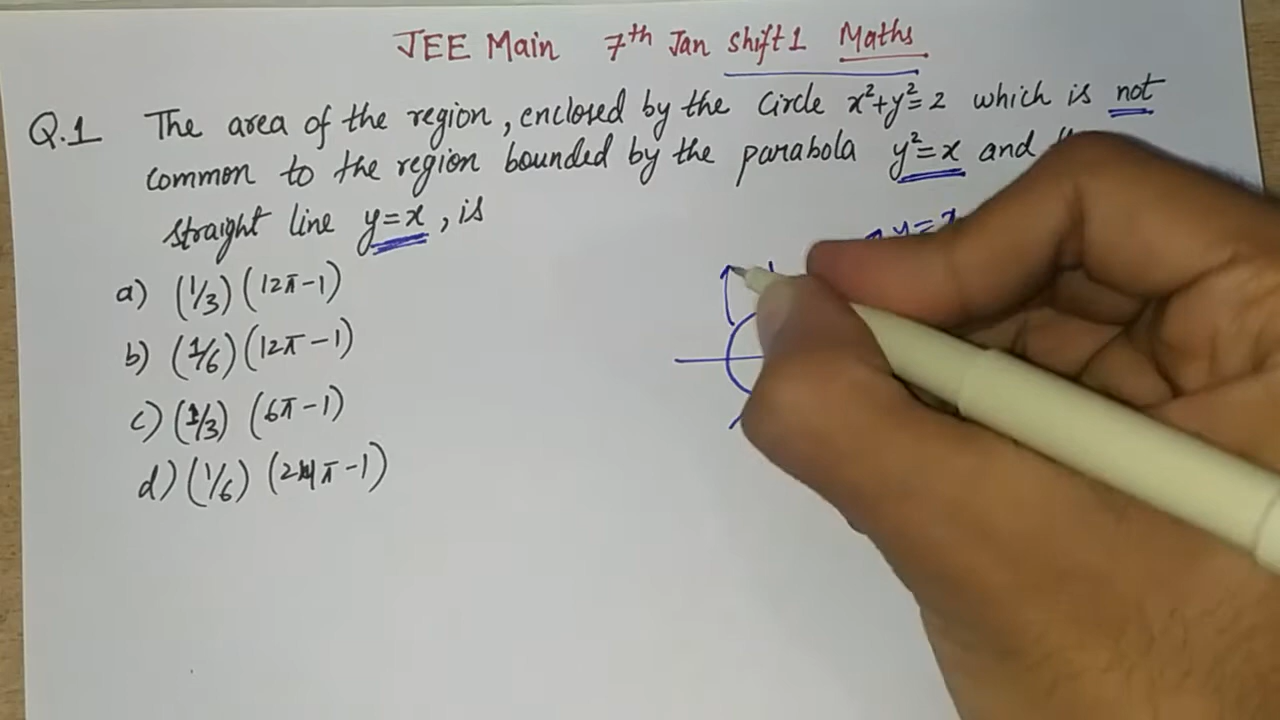 JEE Main 7th Jan Shift 1 Maths
Q.1 The area of the region, enclosed by the Circle x²+y²=2 which is not
common to the region bounded by the parabola y²=x and
straight line y=x, is
y=x
a) (1/3) (12π-1)
b) (1/6) (12π-1)
c) (1/3) (6π-1)
d) (1/6) (24π-1)